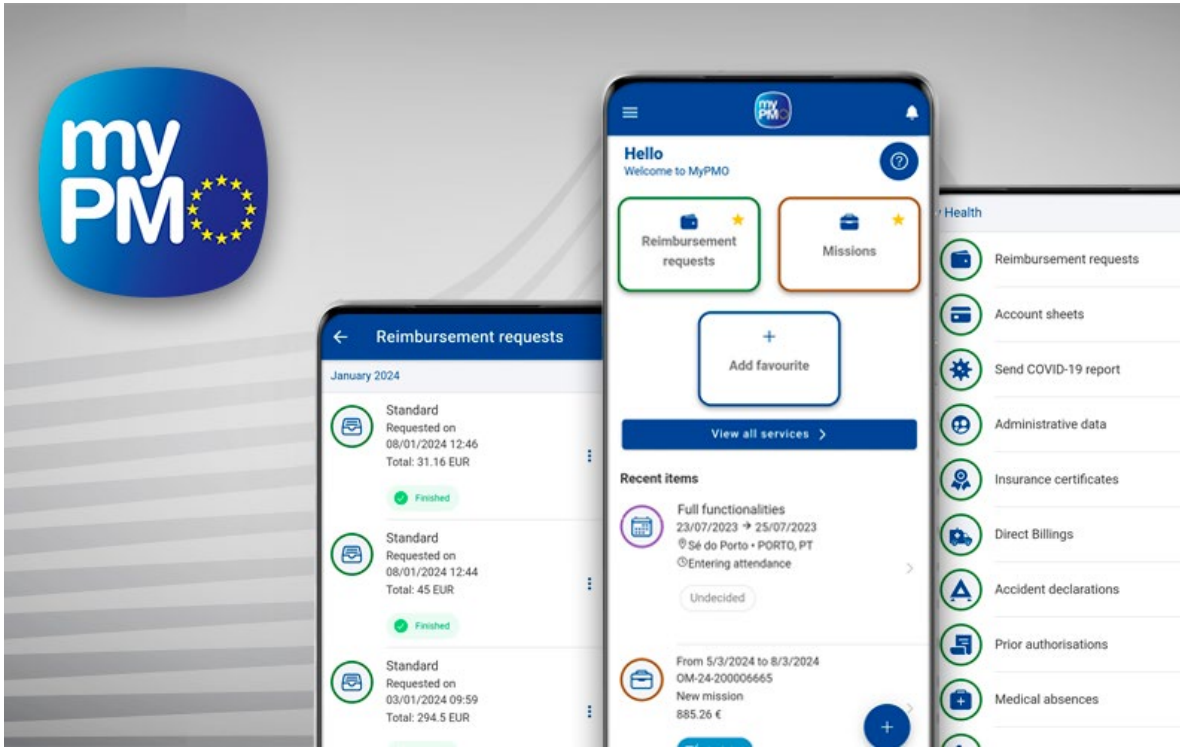 my
PMO
Reimbursement requests
January 2024
Standard
Requested on
08/01/2024 12:46
Total: 31.16 EUR
Finished
Standard
Requested on
08/01/2024 12:44
Total: 45 EUR
Finished
Standard
Requested on
03/01/2024 09:59
Total: 294.5 EUR
my
PMO
Hello
Welcome to MyPMO
Reimbursement
requests
Missions
Add favourite
View all services
Recent items
Full functionalities
23/07/2023 → 25/07/2023
Sé do Porto • PORTO, PT
Entering attendance
Undecided
From 5/3/2024 to 8/3/2024
OM-24-200006665
New mission
885.26 €
Health
Reimbursement requests
Account sheets
Send COVID-19 report
Administrative data
Insurance certificates
Direct Billings
Accident declarations
Prior authorisations
Medical absences